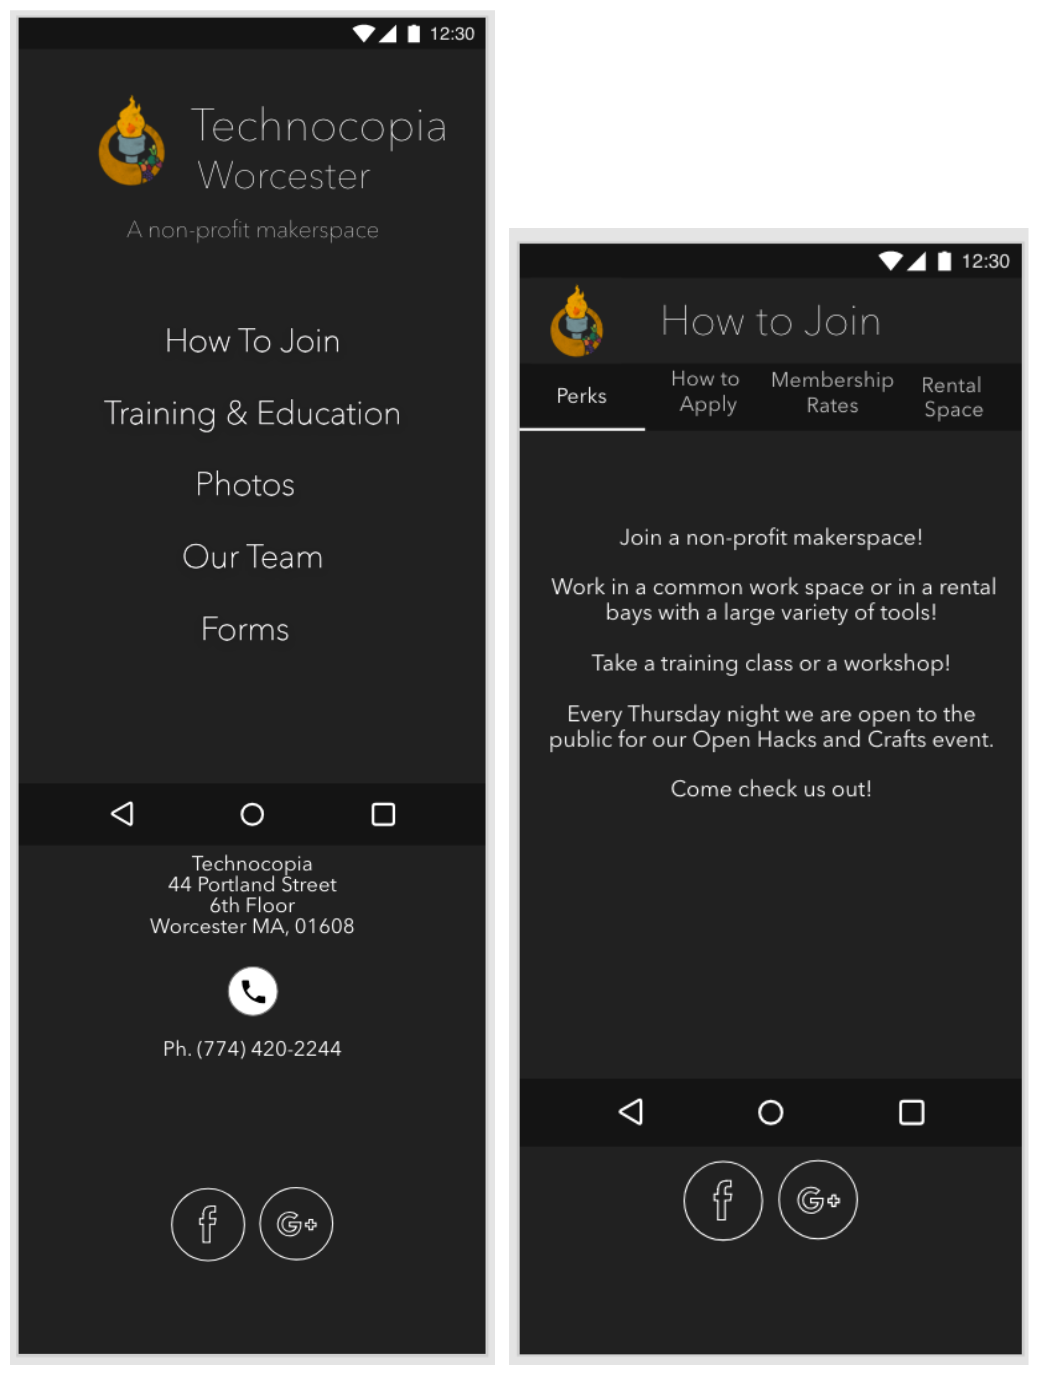 12:30
Technocopia
Worcester
A non-profit makerspace
How To Join
Training & Education
Photos
Our Team
Forms
Technocopia
44 Portland Street
6th Floor
Worcester MA, 01608
Ph. (774) 420-2244
f
G+
12:30
How to Join
Perks
How to
Apply
Membership
Rates
Rental
Space
Join a non-profit makerspace!
Work in a common work space or in a rental
bays with a large variety of tools!
Take a training class or a workshop!
Every Thursday night we are open to the
public for our Open Hacks and Crafts event.
Come check us out!
f
G+